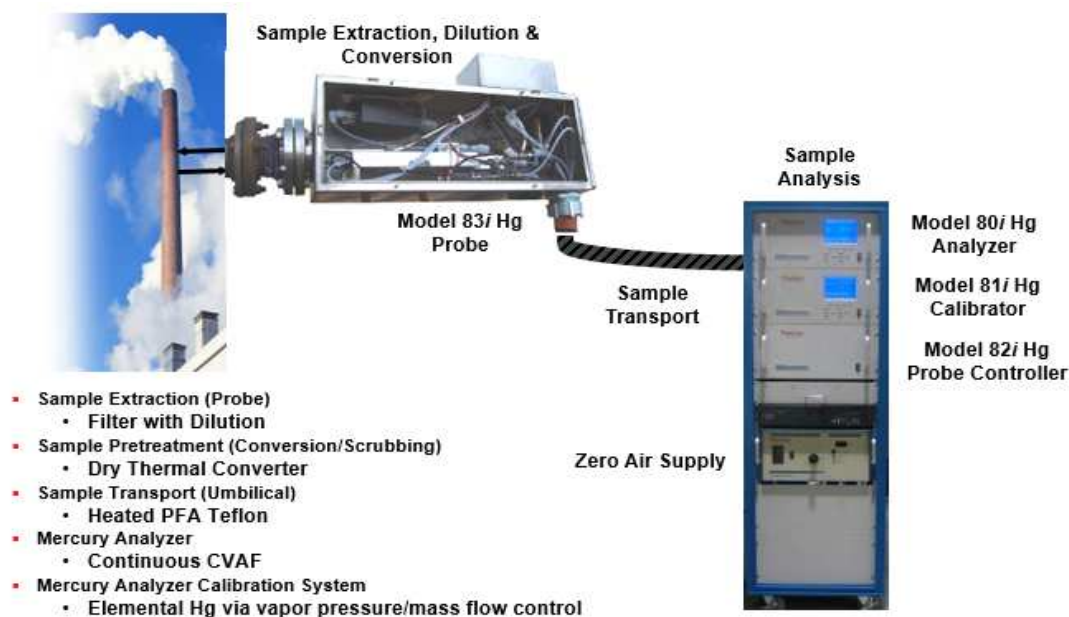 Sample Extraction, Dilution &
Conversion
Model 83i Hg
Probe
Sample
Transport
Sample
Analysis
Model 80i Hg
Analyzer
Model 81i Hg
Calibrator
Model 82i Hg
Probe Controller
Zero Air Supply
▪ Sample Extraction (Probe)
• Filter with Dilution
▪ Sample Pretreatment (Conversion/Scrubbing)
• Dry Thermal Converter
▪ Sample Transport (Umbilical)
• Heated PFA Teflon
▪ Mercury Analyzer
• Continuous CVAF
▪ Mercury Analyzer Calibration System
• Elemental Hg via vapor pressure/mass flow control